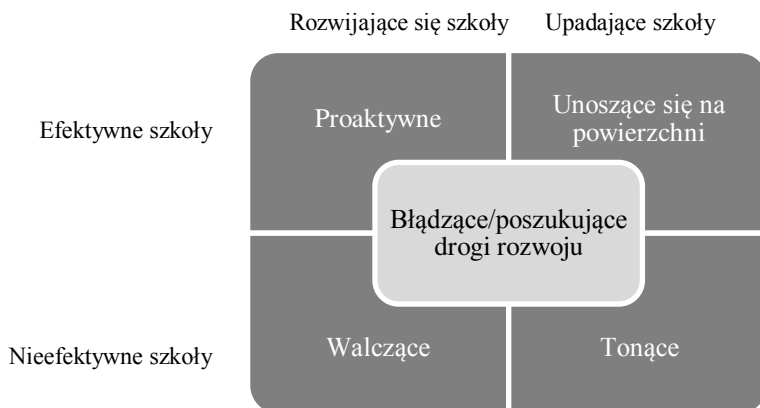 Rozwijające się szkoły
Upadające szkoły
Efektywne szkoły
Proaktywne
Unoszące się na
powierzchni
Błądzące/poszukujące
drogi rozwoju
Nieefektywne szkoły
Walczące
Tonące